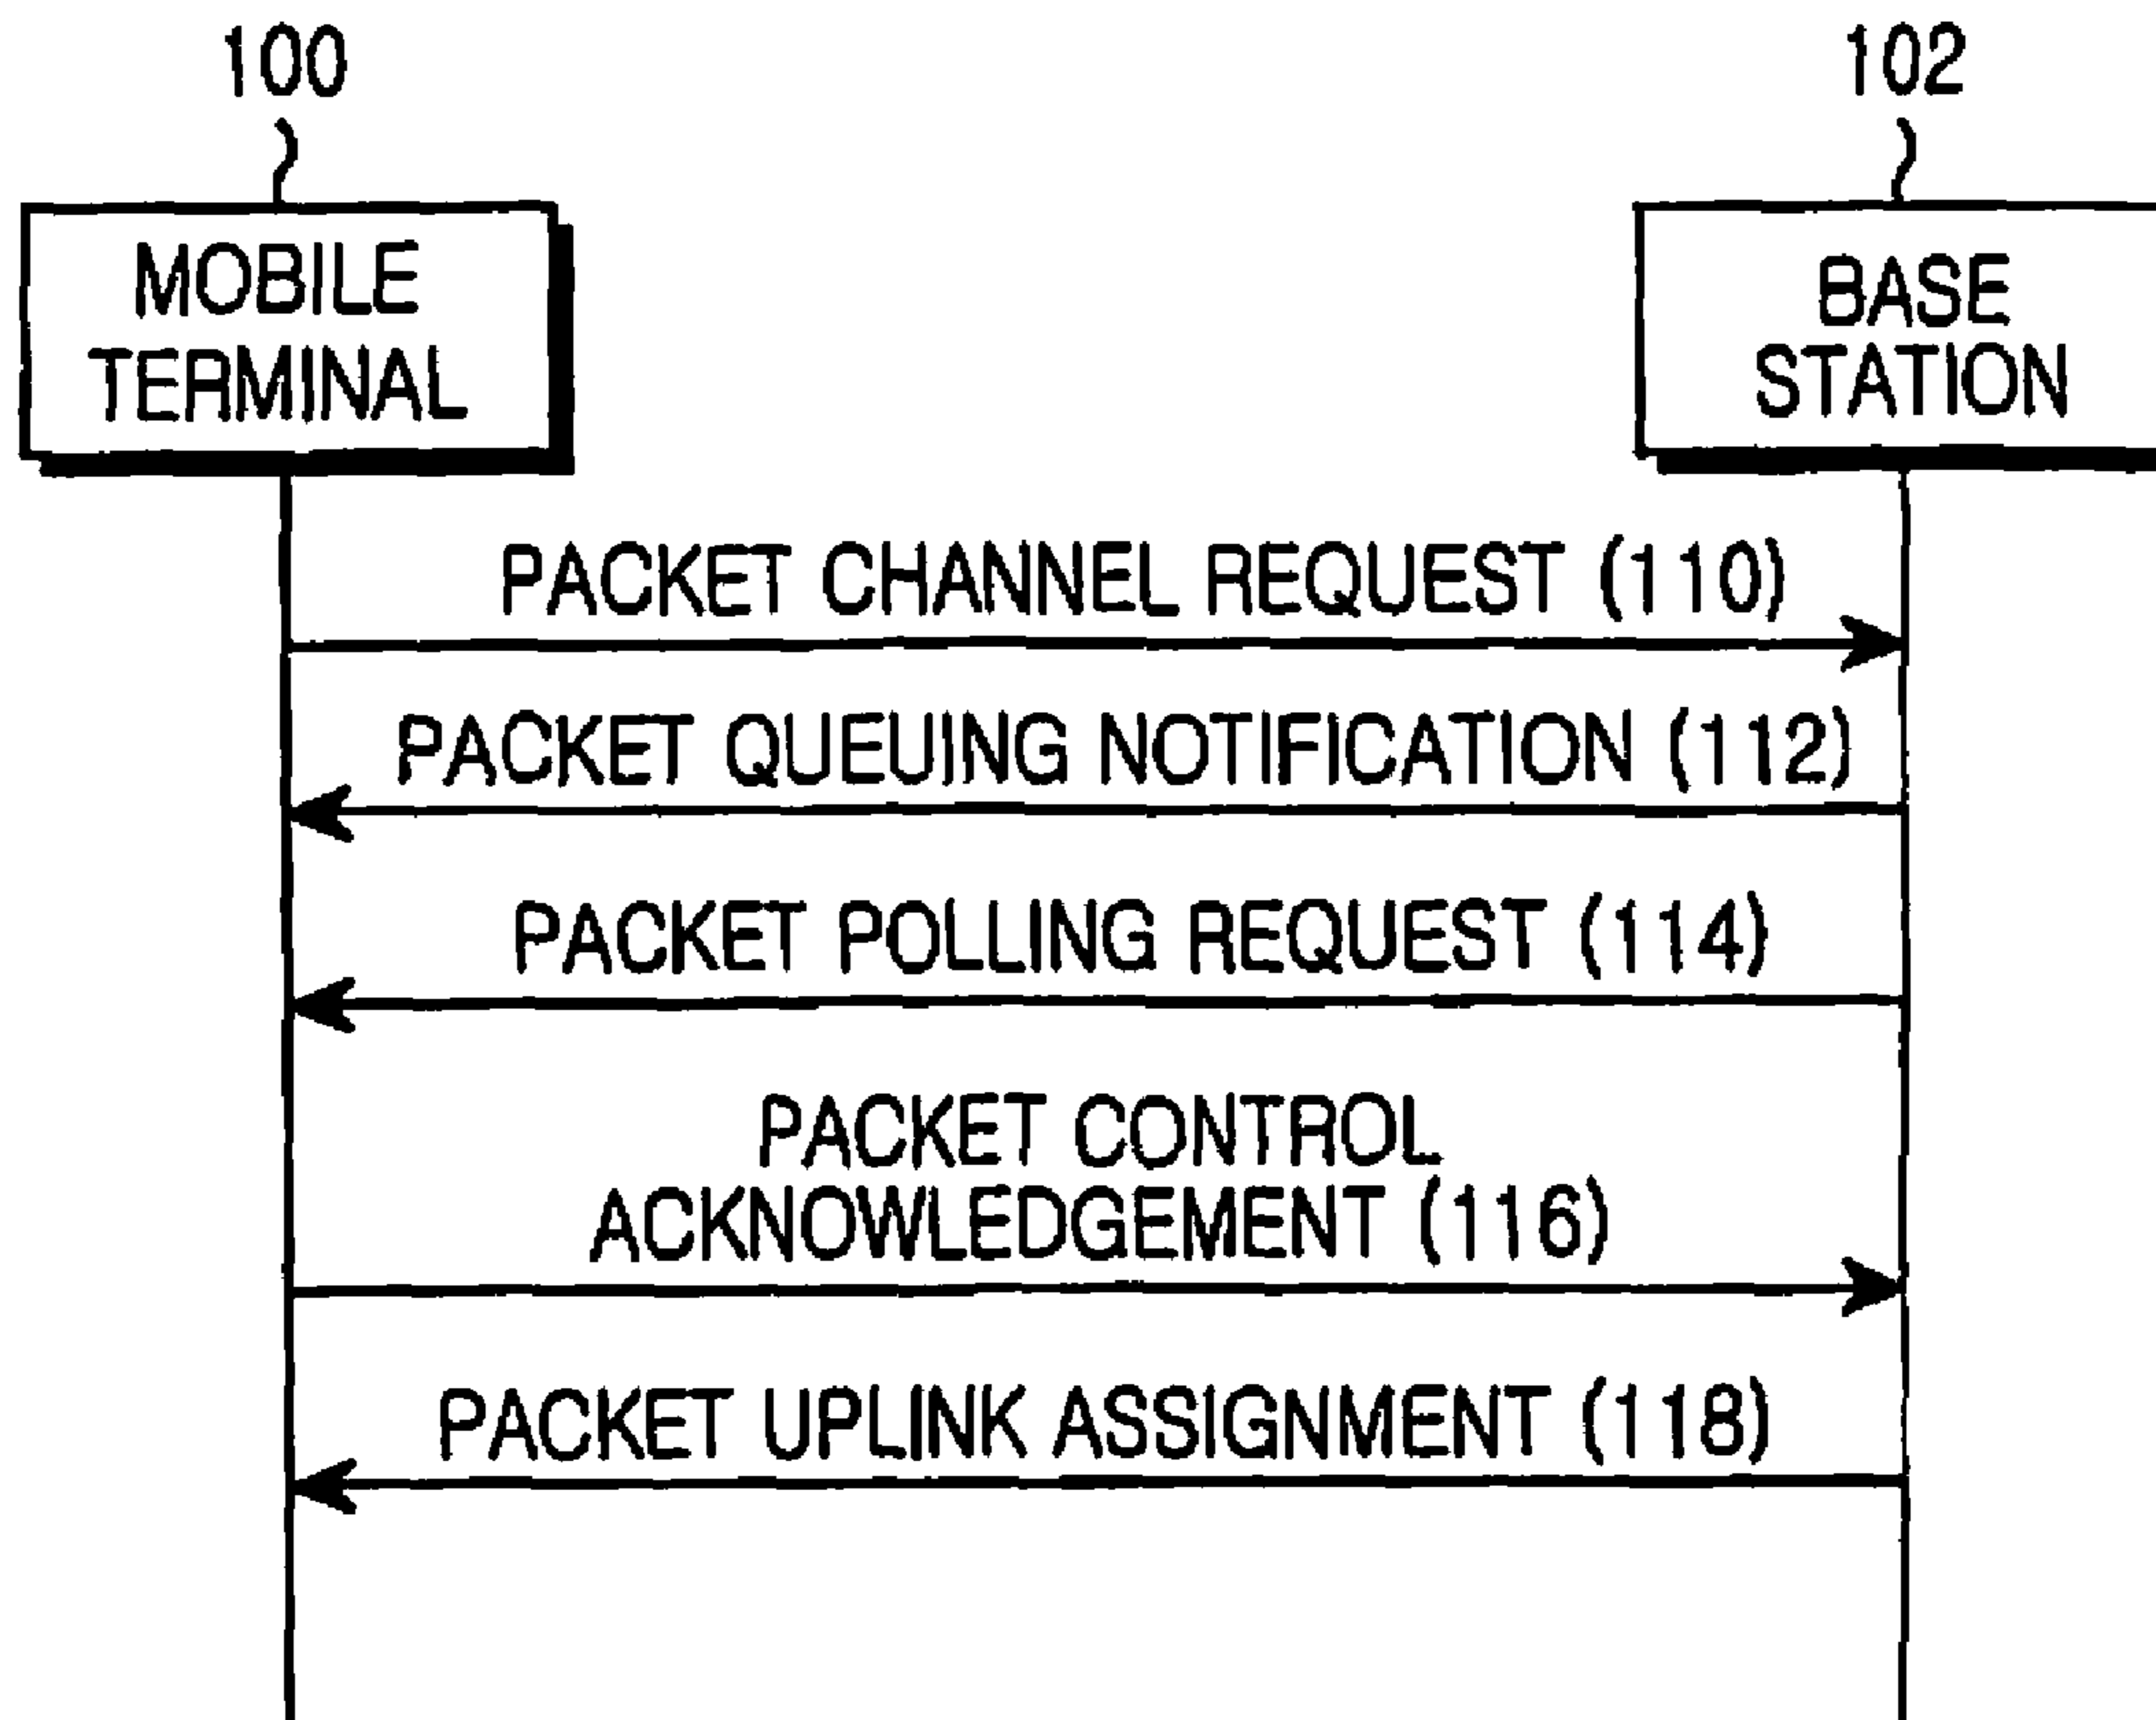 100
102
MOBILE
TERMINAL
BASE
STATION
PACKET CHANNEL REQUEST (110)
PACKET QUEUING NOTIFICATION (112)
PACKET POLLING REQUEST (114)
PACKET CONTROL
ACKNOWLEDGEMENT (116)
PACKET UPLINK ASSIGNMENT (118)